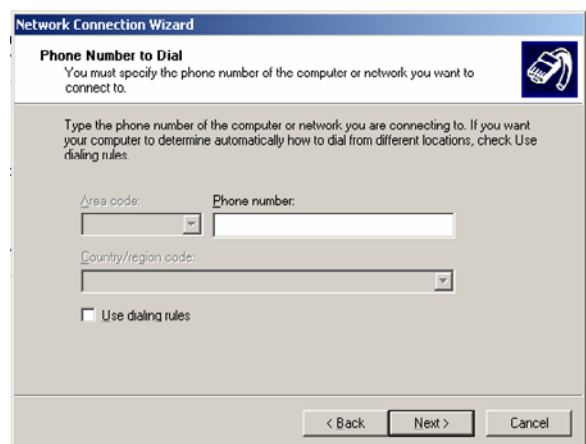 Network Connection Wizard
Phone Number to Dial
You must specify the phone number of the computer or network you want to
connect to.
Type the phone number of the computer or network you are connecting to. If you want
your computer to determine automatically how to dial from different locations, check Use
dialing rules.
Area code: Phone number:
Country/region code:
Use dialing rules
< Back Next > Cancel